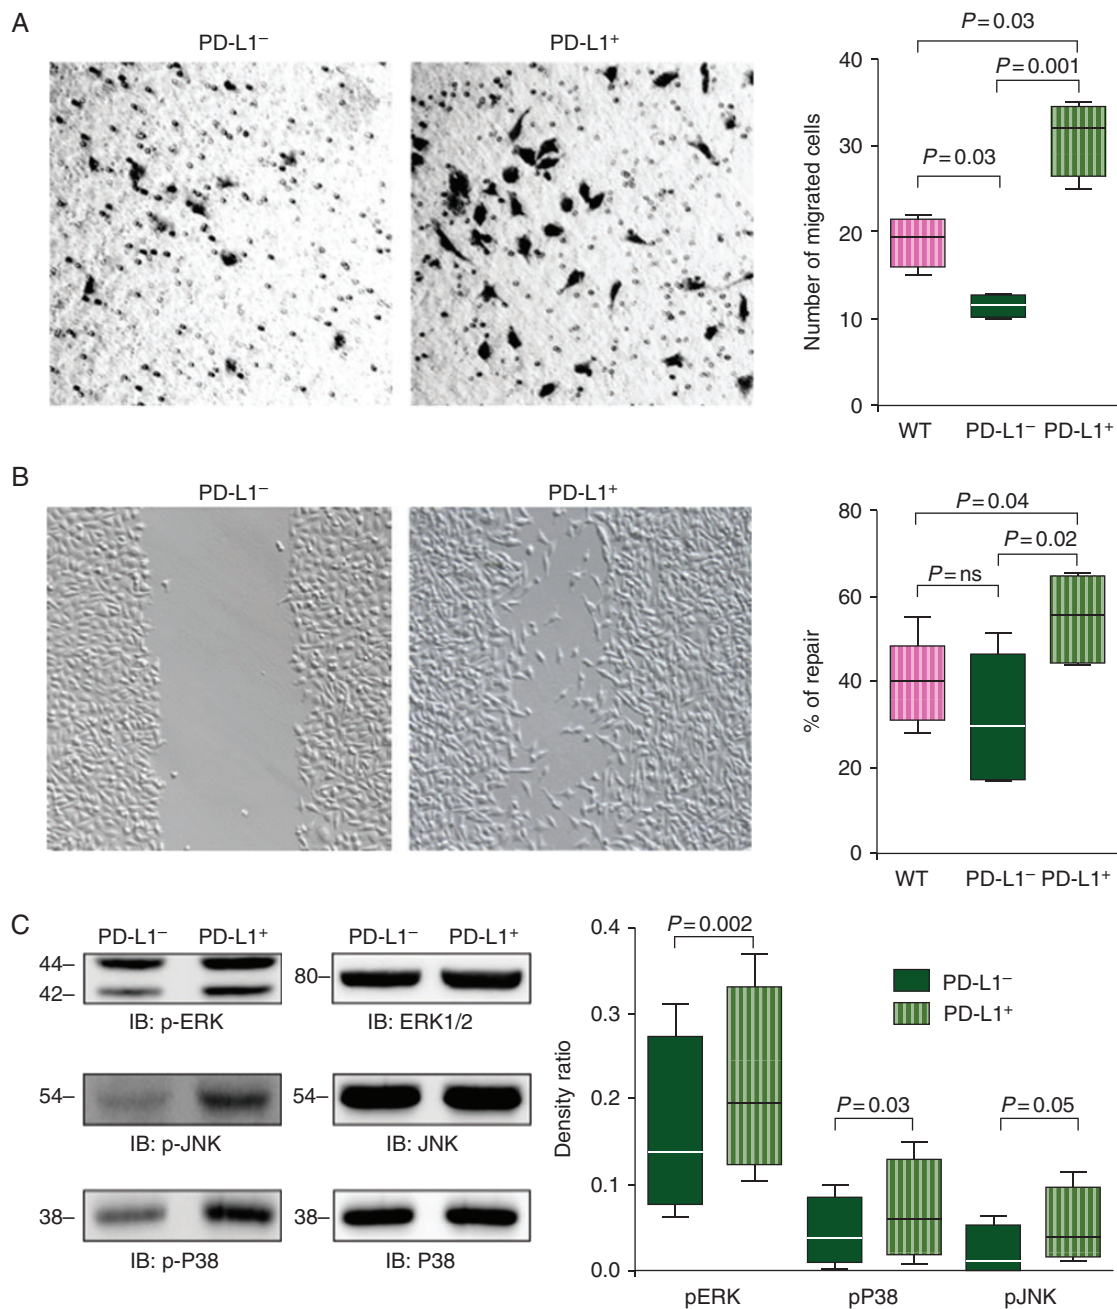 A
PD-L1–
PD-L1+
P = 0.03
P = 0.001
P = 0.03
Number of migrated cells
40
30
20
10
0
WT
PD-L1–
PD-L1+
B
PD-L1–
PD-L1+
P = 0.04
P = 0.02
P = ns
% of repair
80
60
40
20
0
WT
PD-L1–
PD-L1+
C
PD-L1–
PD-L1+
44–
42–
IB: p-ERK
54–
IB: p-JNK
38–
IB: p-P38
PD-L1–
PD-L1+
80–
IB: ERK1/2
54–
IB: JNK
38–
IB: P38
Density ratio
0.4
0.3
0.2
0.1
0.0
P = 0.002
P = 0.03
P = 0.05
PD-L1–
PD-L1+
pERK
pP38
pJNK